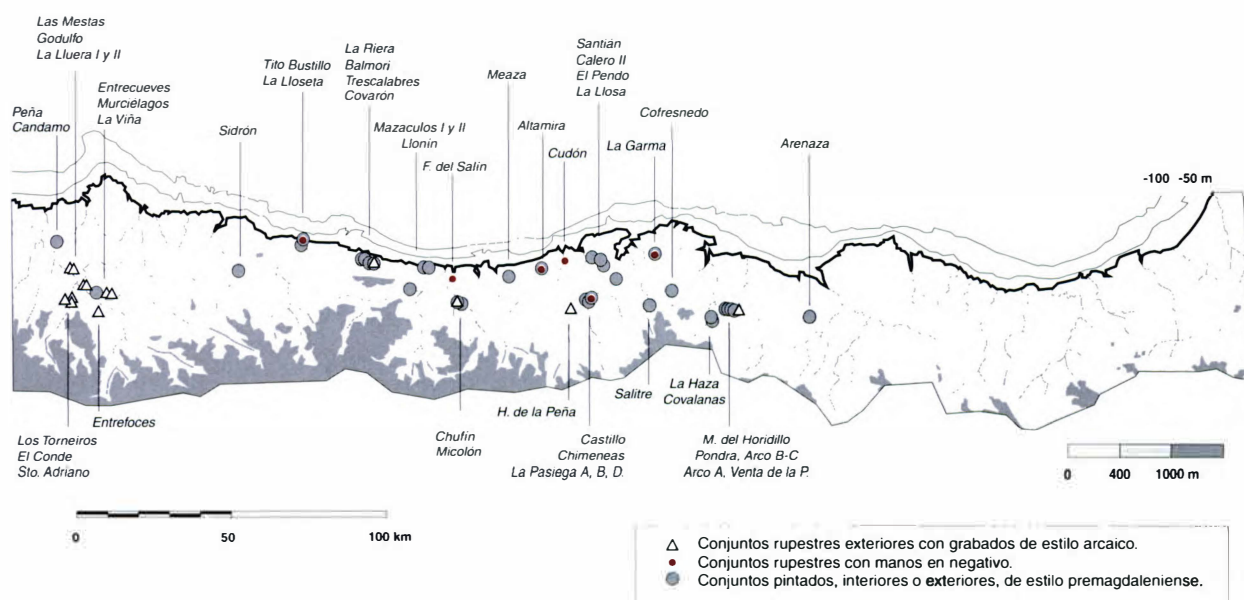 Las Mestas
Godulfo
La Lluera I y II
Peña
Candamo
Entrecueves
Murciélagos
La Viña
Sidrón
Tito Bustillo
La Lloseta
La Riera
Balmori
Trescalabres
Covarón
Mazaculos I y II
Llonín
F. del Salín
Meaza
Altamira
Cudón
Santián
Calero II
El Pendo
La Llosa
La Garma
Cofresnedo
Arenaza
-100 -50 m
Los Torneiros
El Conde
Sto. Adriano
Entrefoces
Chufín
Micolón
H. de la Peña
Castillo
Chimeneas
La Pasiega A, B, D.
Salitre
La Haza
Covalanas
M. del Horidillo
Pondra, Arco B-C
Arco A, Venta de la P.
0 400 1000 m
0 50 100 km
Conjuntos rupestres exteriores con grabados de estilo arcaico.
Conjuntos rupestres con manos en negativo.
Conjuntos pintados, interiores o exteriores, de estilo premagdaleniense.